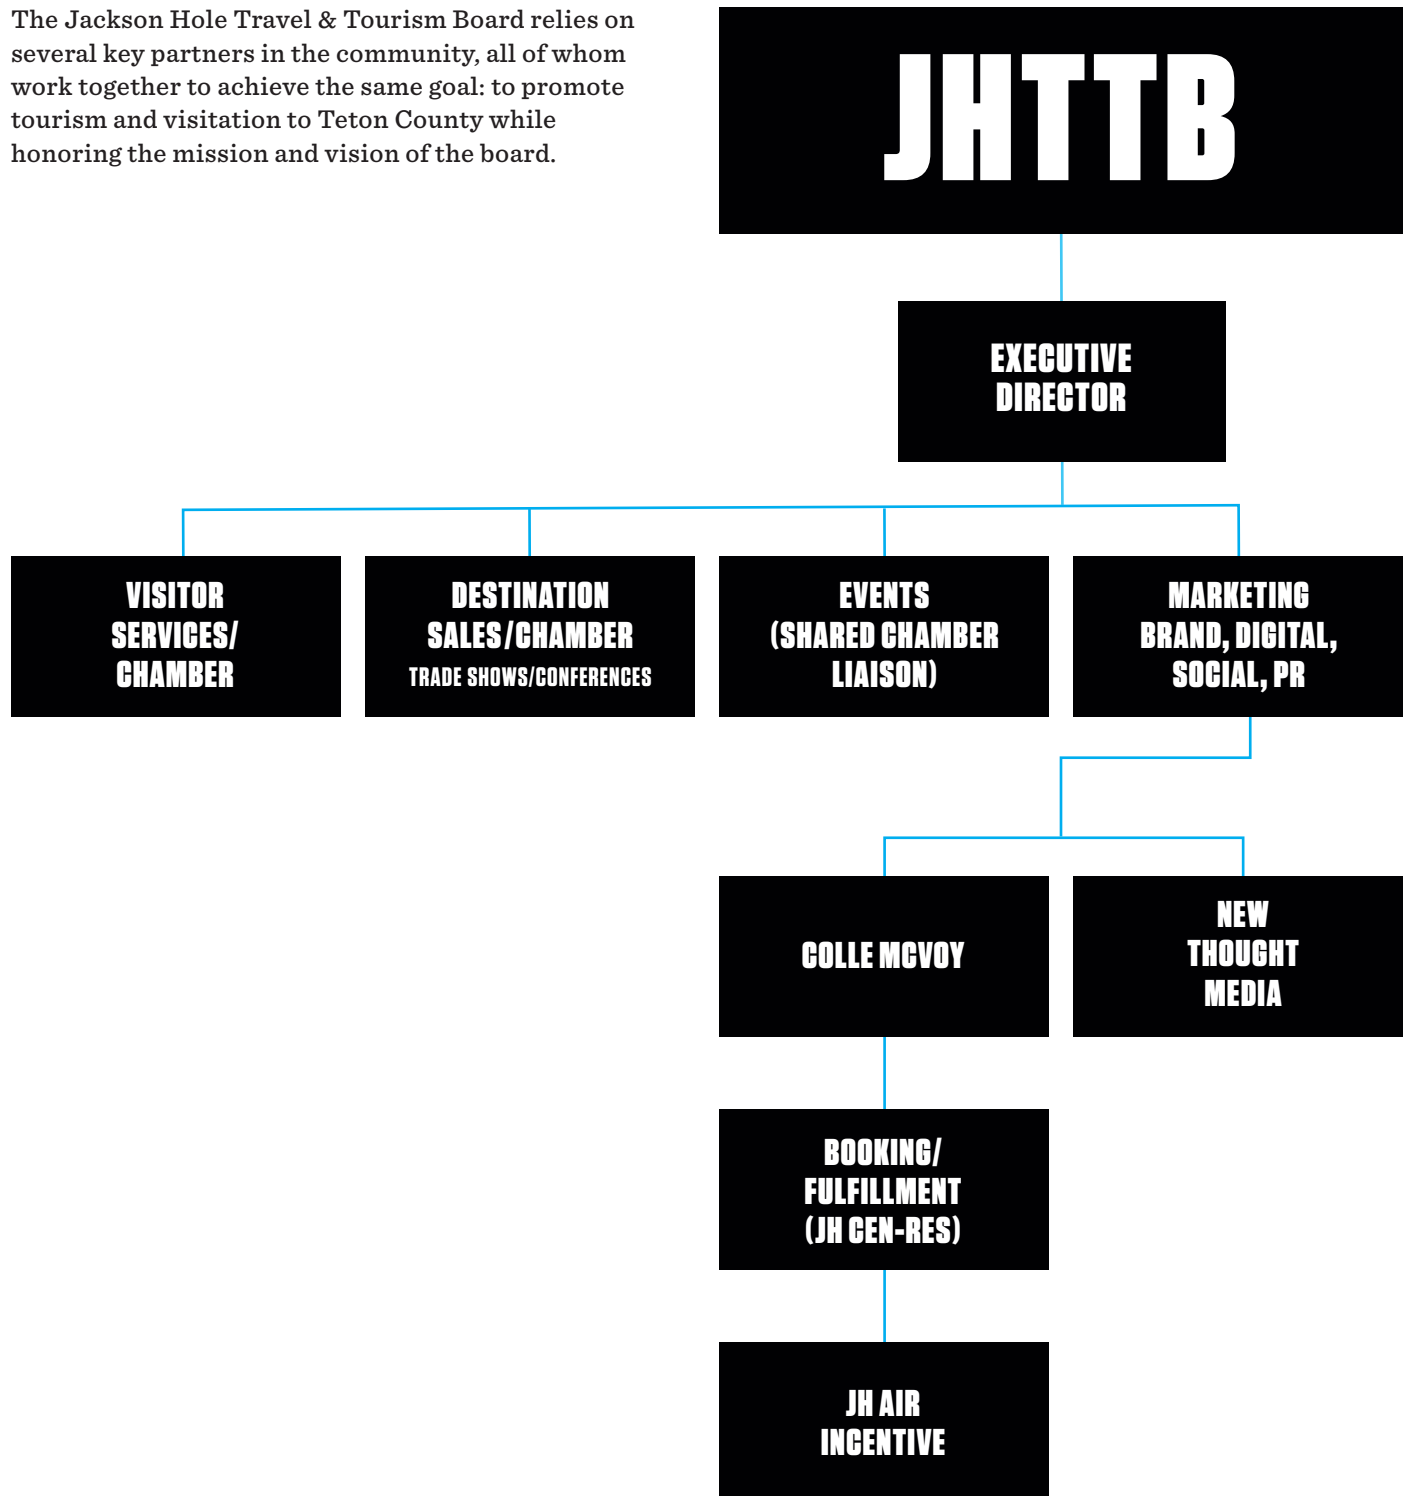 The Jackson Hole Travel & Tourism Board relies on
several key partners in the community, all of whom
work together to achieve the same goal: to promote
tourism and visitation to Teton County while
honoring the mission and vision of the board.
JHTTB
EXECUTIVE
DIRECTOR
VISITOR
SERVICES/
CHAMBER
DESTINATION
SALES/CHAMBER
TRADE SHOWS/CONFERENCES
EVENTS
(SHARED CHAMBER
LIAISON)
MARKETING
BRAND, DIGITAL,
SOCIAL, PR
COLLE MCVOY
NEW
THOUGHT
MEDIA
BOOKING/
FULFILLMENT
(JH CEN-RES)
JH AIR
INCENTIVE